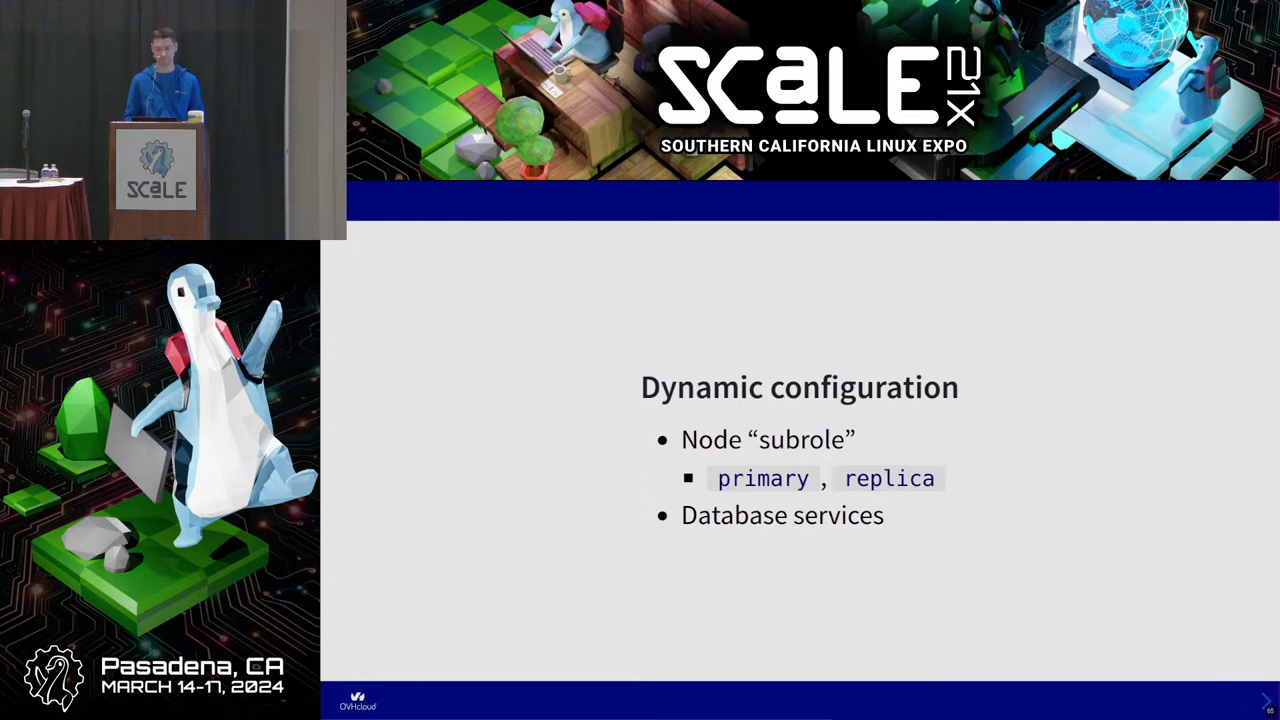 SCALE
SCALE
21X
SOUTHERN CALIFORNIA LINUX EXPO
Dynamic configuration
Node “subrole”
primary, replica
Database services
Pasadena, CA
MARCH 14-17, 2024
OVHcloud
65